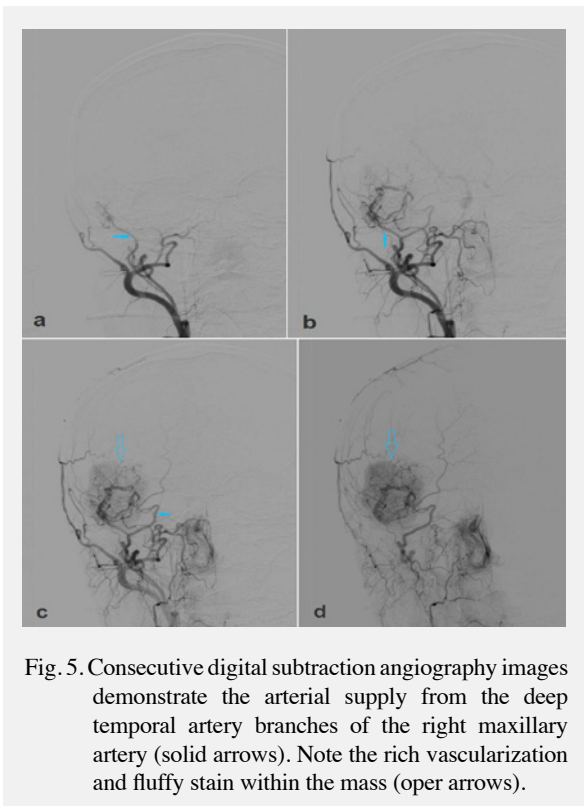 a
b
c
d
Fig. 5. Consecutive digital subtraction angiography images
demonstrate the arterial supply from the deep
temporal artery branches of the right maxillary
artery (solid arrows). Note the rich vascularization
and fluffy stain within the mass (oper arrows).